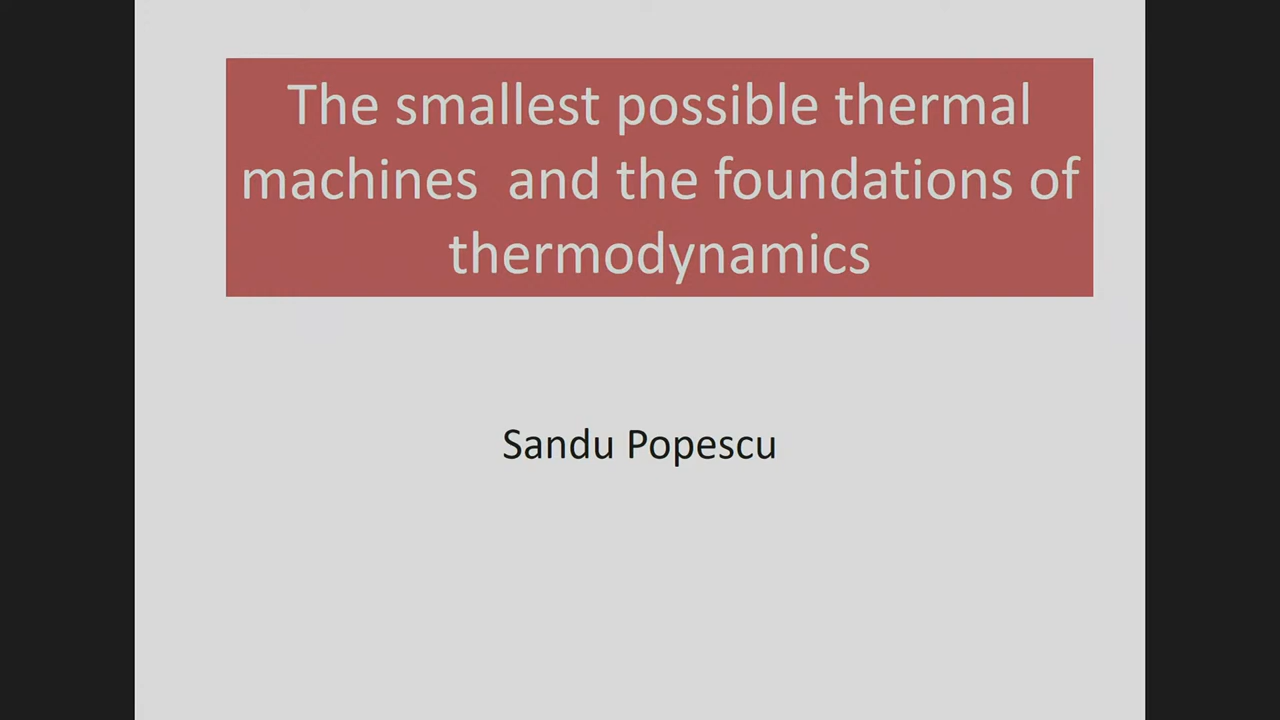 The smallest possible thermal
machines  and the foundations of
thermodynamics
Sandu Popescu